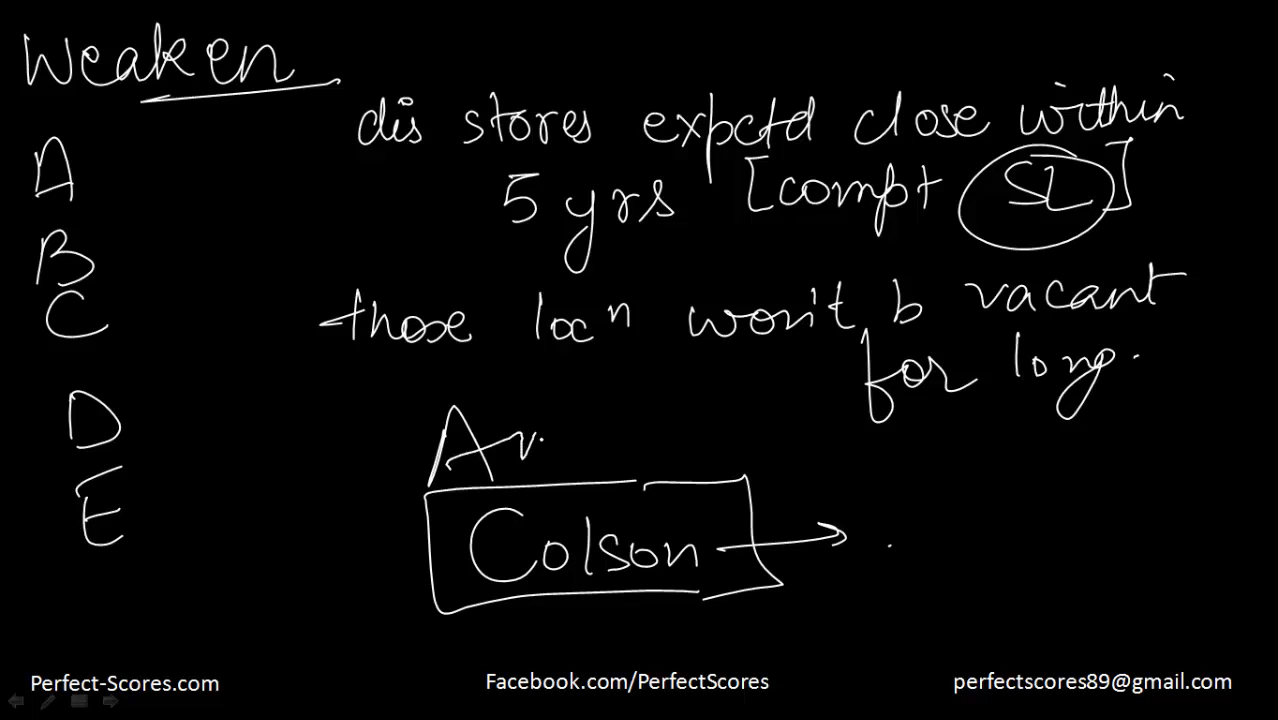 Weaken
dis stores expctd close within
A
5 yrs [compt SL]
B
C
those locn won't b vacant
for long.
D
Av
E
Colson →
Perfect-Scores.com
Facebook.com/PerfectScores
perfectscores89@gmail.com